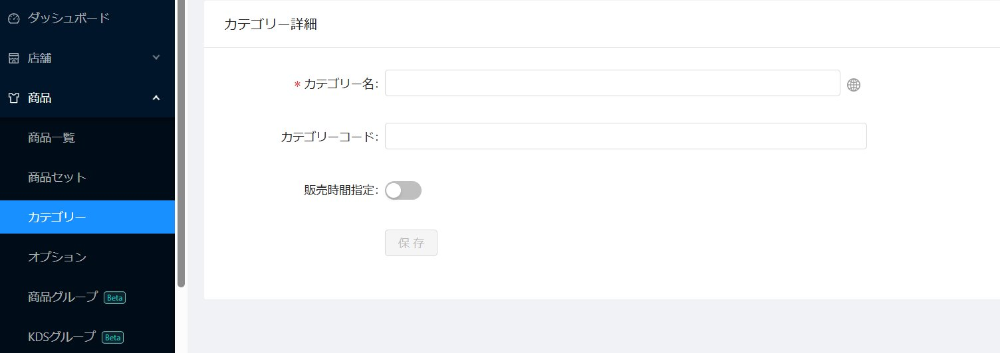 ダッシュボード
店舗
商品
商品一覧
商品セット
カテゴリー
オプション
商品グループ Beta
KDSグループ Beta
カテゴリー詳細
* カテゴリー名:
カテゴリーコード:
販売時間指定:
保存